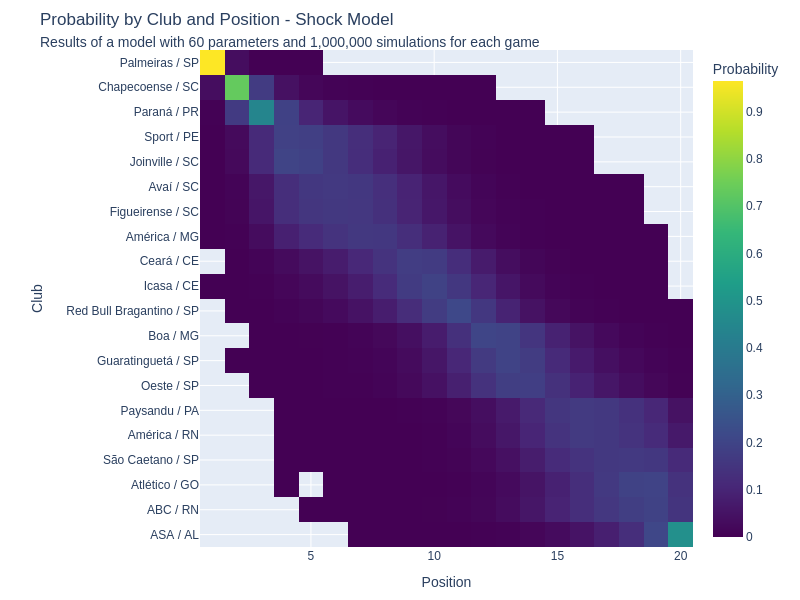 Probability by Club and Position - Shock Model
Results of a model with 60 parameters and 1,000,000 simulations for each game
Probability
Palmeiras / SP
Chapecoense / SC
Paraná / PR
Sport / PE
Joinville / SC
Avaí / SC
Figueirense / SC
América / MG
Ceará / CE
Icasa / CE
Red Bull Bragantino / SP
Boa / MG
Guaratinguetá / SP
Oeste / SP
Paysandu / PA
América / RN
São Caetano / SP
Atlético / GO
ABC / RN
ASA / AL
Club
5
10
15
20
Position
0.9
0.8
0.7
0.6
0.5
0.4
0.3
0.2
0.1
0